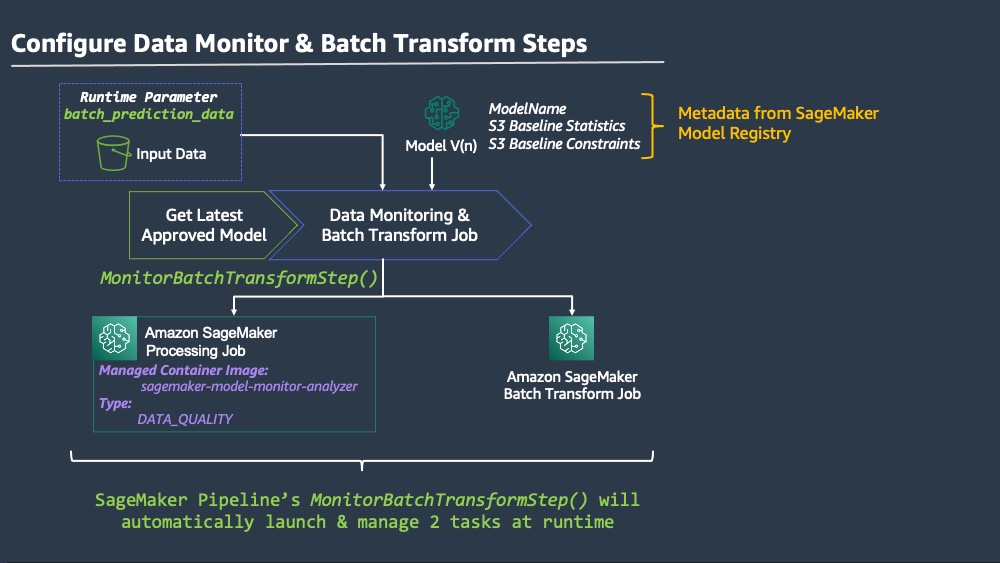 Configure Data Monitor & Batch Transform Steps
Runtime Parameter
batch_prediction_data
Input Data
Model V(n)
ModelName
S3 Baseline Statistics
S3 Baseline Constraints
Metadata from SageMaker
Model Registry
Get Latest
Approved Model
Data Monitoring &
Batch Transform Job
MonitorBatchTransformStep()
Amazon SageMaker
Processing Job
Managed Container Image:
sagemaker-model-monitor-analyzer
Type:
DATA_QUALITY
Amazon SageMaker
Batch Transform Job
SageMaker Pipeline’s MonitorBatchTransformStep() will
automatically launch & manage 2 tasks at runtime